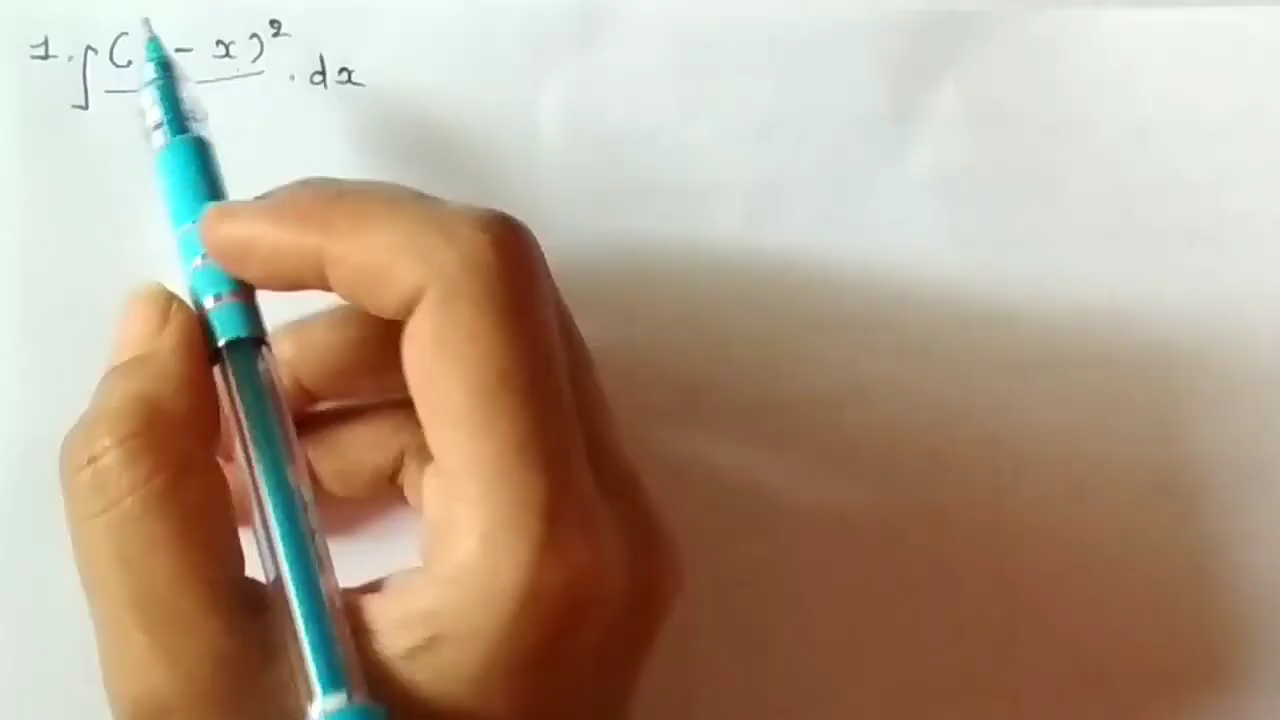 1. ∫ ( - x)² . dx